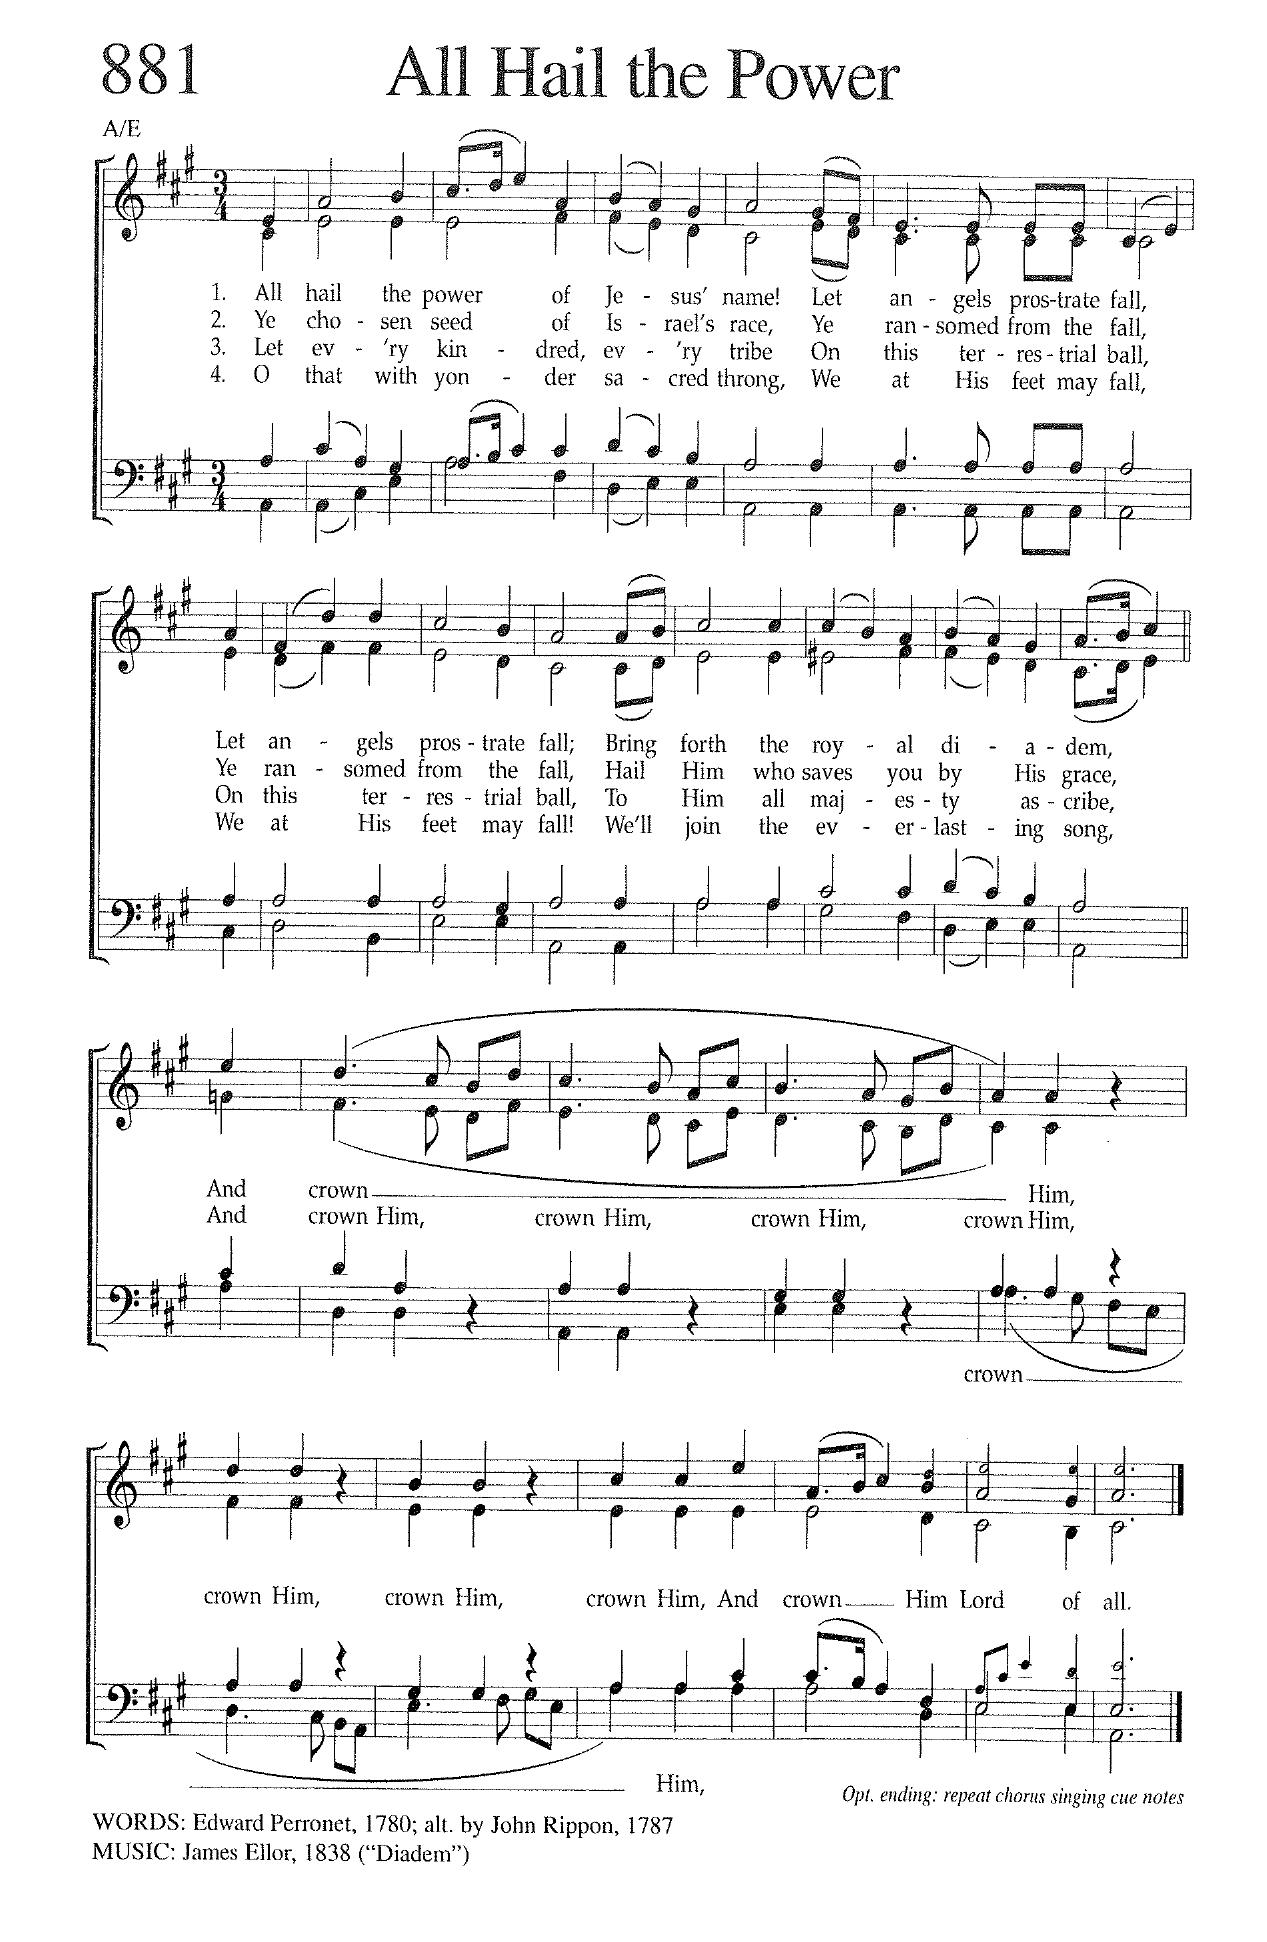 881 All Hail the Power
A/E
1. All hail the power of Je - sus' name! Let an - gels pros-trate fall,
2. Ye cho - sen seed of Is - rael's race, Ye ran - somed from the fall,
3. Let ev - 'ry kin - dred, ev - 'ry tribe On this ter - res - trial ball,
4. O that with yon - der sa - cred throng, We at His feet may fall,
Let an - gels pros - trate fall; Bring forth the roy - al di - a - dem,
Ye ran - somed from the fall, Hail Him who saves you by His grace,
On this ter - res - trial ball, To Him all maj - es - ty as - cribe,
We at His feet may fall! We'll join the ev - er - last - ing song,
And crown Him,
And crown Him, crown Him, crown Him, crown Him,
crown
crown Him, crown Him, crown Him, And crown Him Lord of all.
Him,
Opt. ending: repeat chorus singing cue notes
WORDS: Edward Perronet, 1780; alt. by John Rippon, 1787
MUSIC: James Ellor, 1838 (“Diadem”)